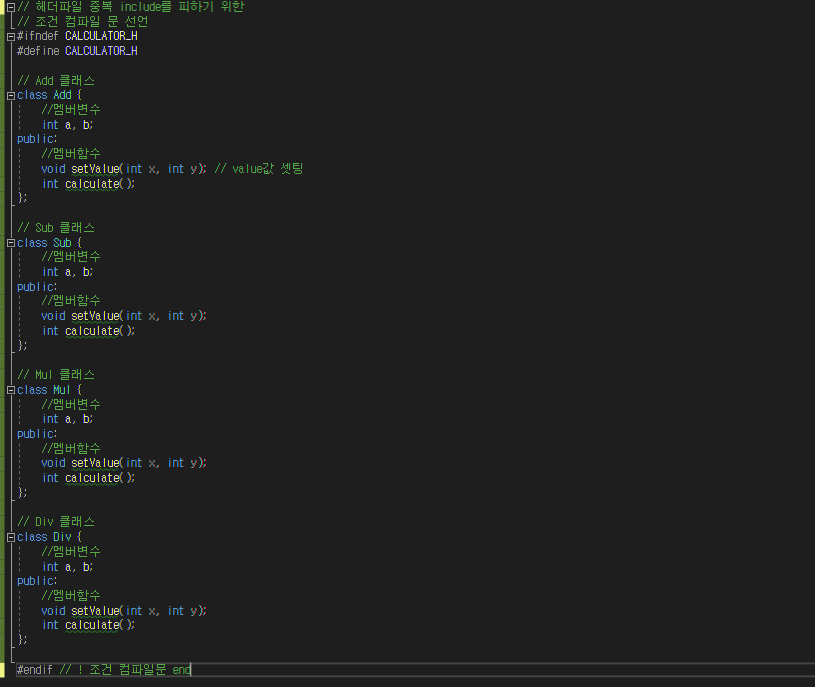 // 헤더파일 중복 include를 피하기 위한
// 조건 컴파일 문 선언
#ifndef CALCULATOR_H
#define CALCULATOR_H
// Add 클래스
class Add {
//멤버변수
int a, b;
public:
//멤버함수
void setValue(int x, int y); // value값 셋팅
int calculate();
};
// Sub 클래스
class Sub {
//멤버변수
int a, b;
public:
//멤버함수
void setValue(int x, int y);
int calculate();
};
// Mul 클래스
class Mul {
//멤버변수
int a, b;
public:
//멤버함수
void setValue(int x, int y);
int calculate();
};
// Div 클래스
class Div {
//멤버변수
int a, b;
public:
//멤버함수
void setValue(int x, int y);
int calculate();
};
#endif // ! 조건 컴파일문 end